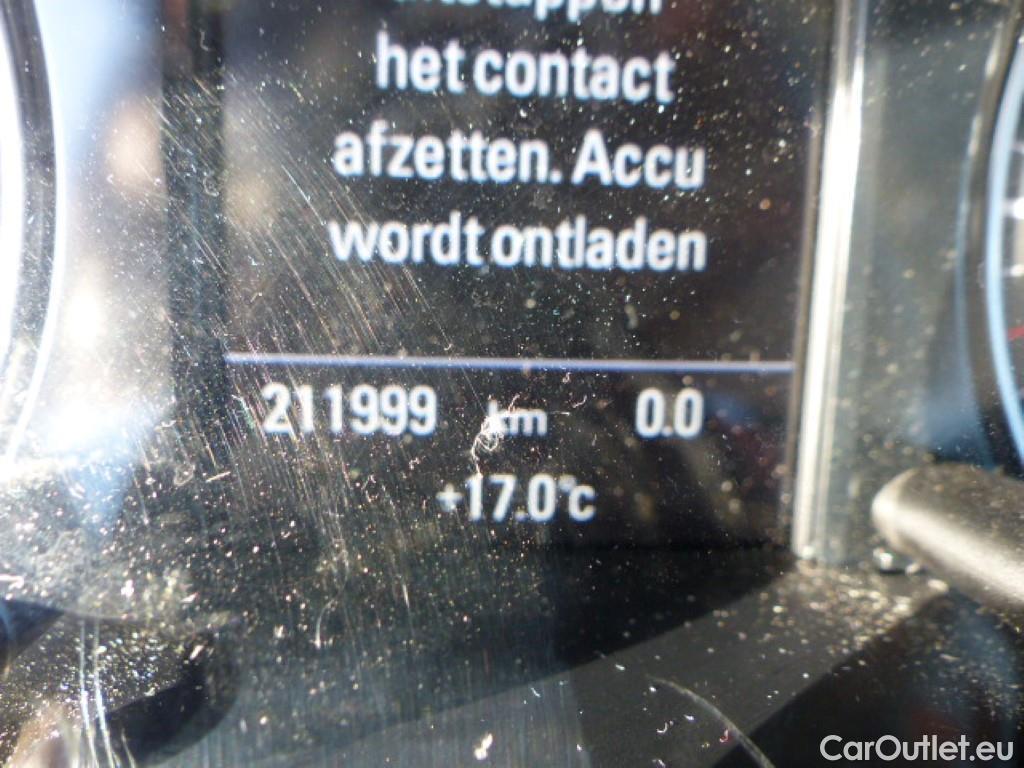 het contact
afzetten. Accu
wordt ontladen
211999 km 0.0
+17.0°C
CarOutlet.eu